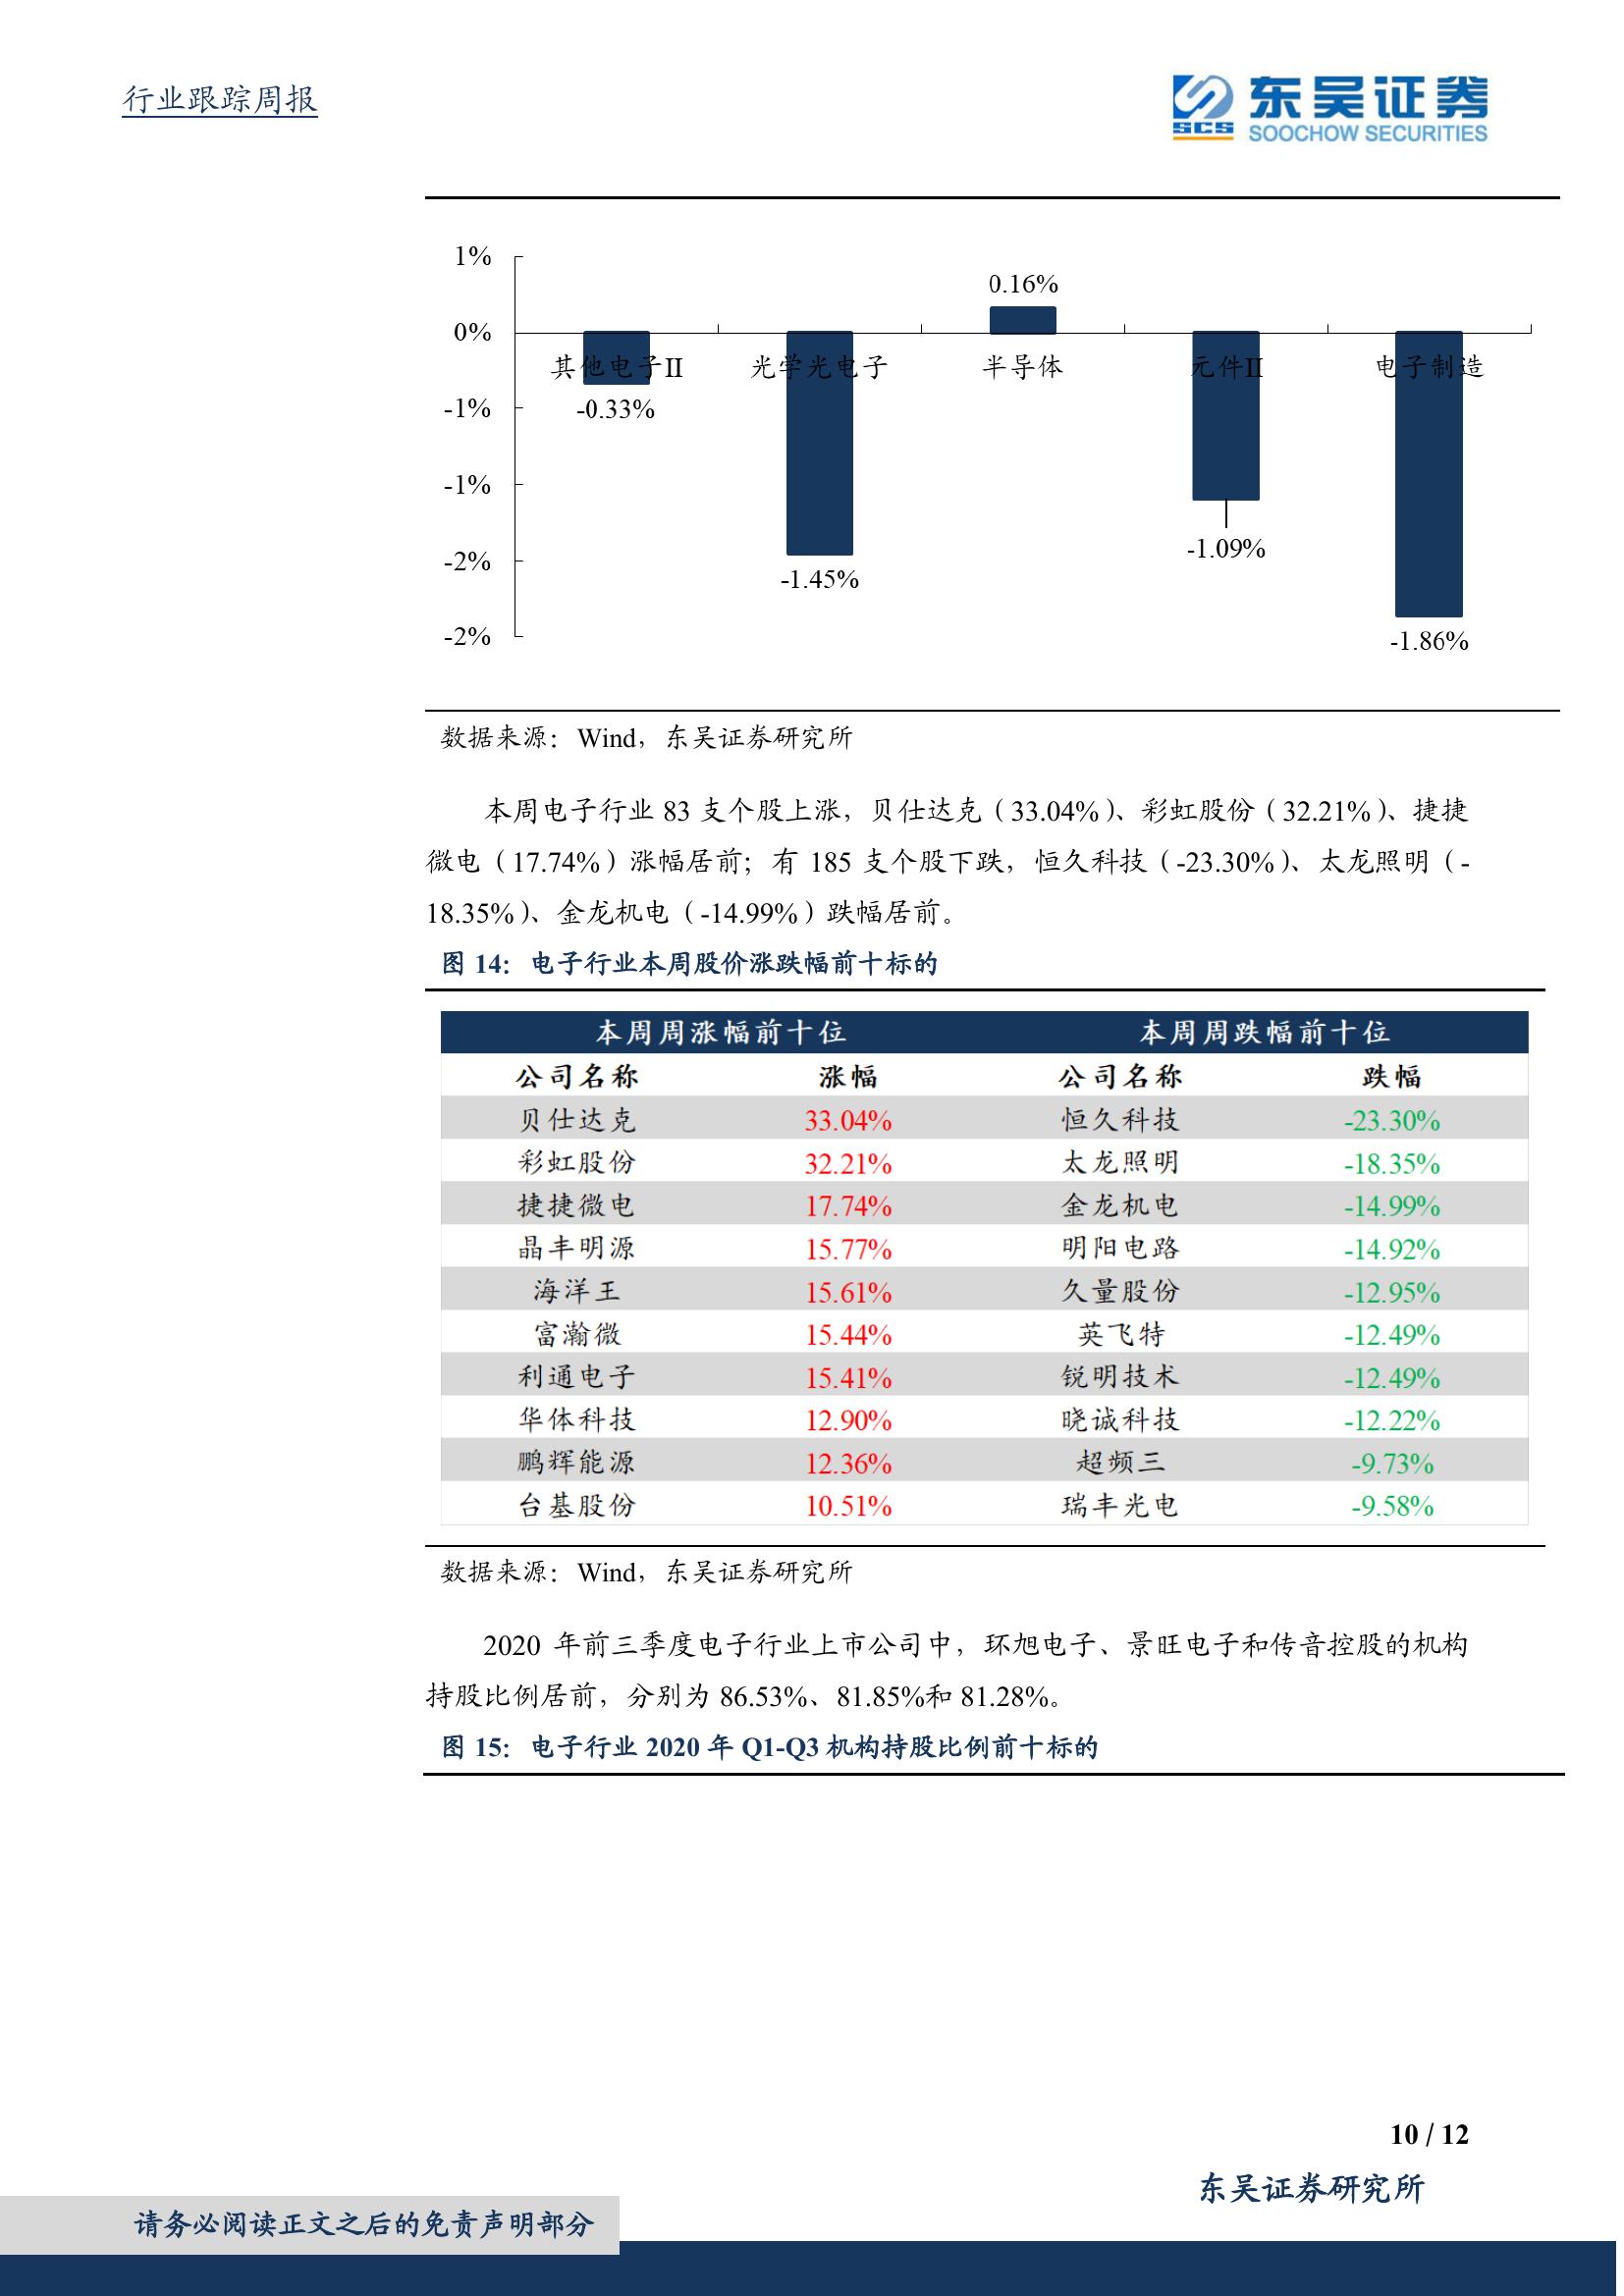 行业跟踪周报
SCS
东吴证券
SOOCHOW SECURITIES
1%
0%
-1%
-1%
-2%
-2%
其他电子II
光学光电子
半导体
元件II
电子制造
-0.33%
-1.45%
0.16%
-1.09%
-1.86%
数据来源：Wind，东吴证券研究所
本周电子行业 83 支个股上涨，贝仕达克（33.04%）、彩虹股份（32.21%）、捷捷
微电（17.74%）涨幅居前；有 185 支个股下跌，恒久科技（-23.30%）、太龙照明（-
18.35%）、金龙机电（-14.99%）跌幅居前。
图 14：电子行业本周股价涨跌幅前十标的
本周周涨幅前十位 本周周跌幅前十位
公司名称 涨幅 公司名称 跌幅
贝仕达克 33.04% 恒久科技 -23.30%
彩虹股份 32.21% 太龙照明 -18.35%
捷捷微电 17.74% 金龙机电 -14.99%
晶丰明源 15.77% 明阳电路 -14.92%
海洋王 15.61% 久量股份 -12.95%
富瀚微 15.44% 英飞特 -12.49%
利通电子 15.41% 锐明技术 -12.49%
华体科技 12.90% 晓诚科技 -12.22%
鹏辉能源 12.36% 超频三 -9.73%
台基股份 10.51% 瑞丰光电 -9.58%
数据来源：Wind，东吴证券研究所
2020 年前三季度电子行业上市公司中，环旭电子、景旺电子和传音控股的机构
持股比例居前，分别为 86.53%、81.85%和 81.28%。
图 15：电子行业 2020 年 Q1-Q3 机构持股比例前十标的
10 / 12
东吴证券研究所
请务必阅读正文之后的免责声明部分